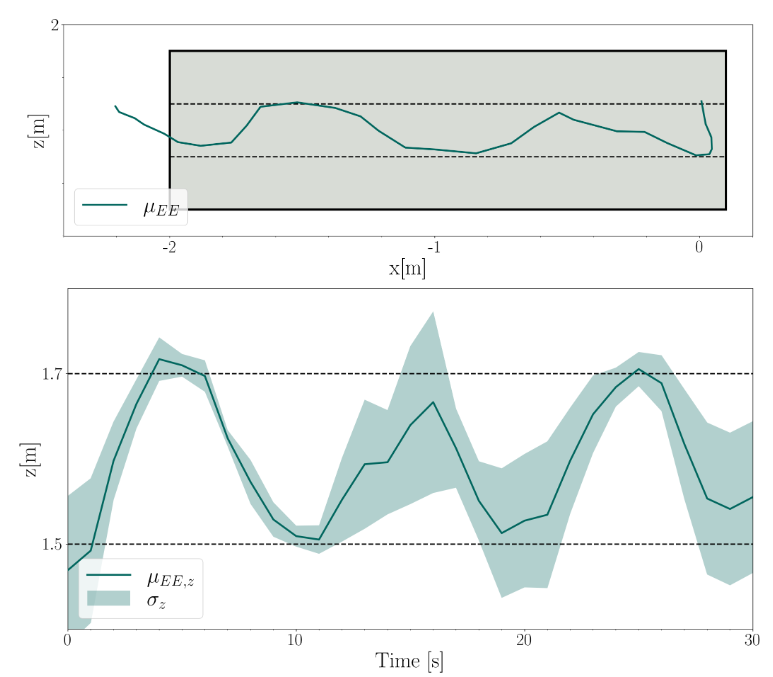 2
z[m]
μ_EE
-2 -1 0
x[m]
1.7
z[m]
1.5
μ_EE,z
σ_z
0 10 20 30
Time [s]